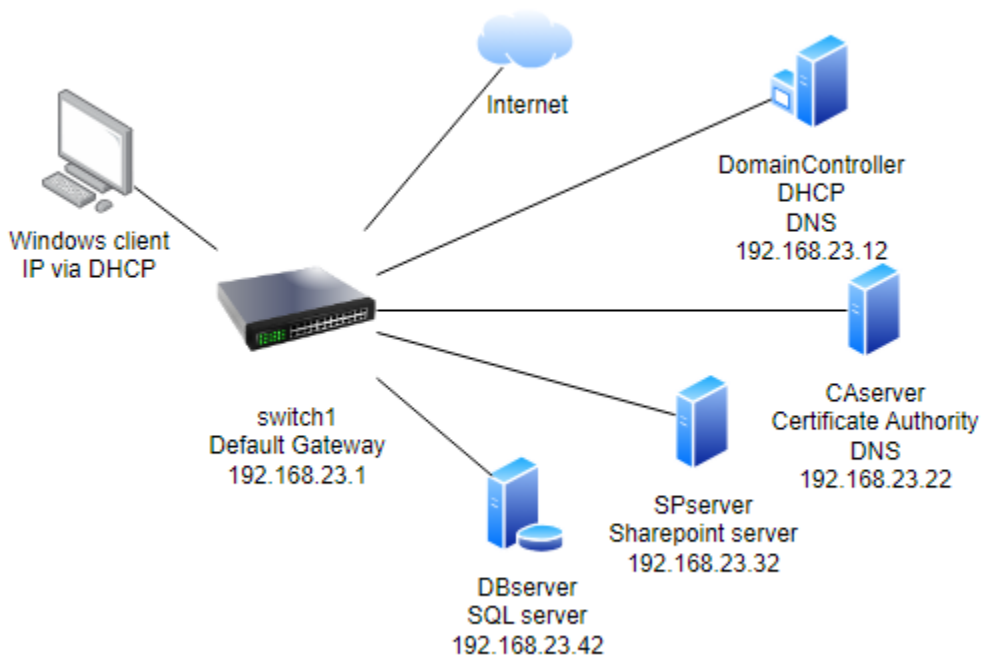 Internet
Windows client
IP via DHCP
DomainController
DHCP
DNS
192.168.23.12
switch1
Default Gateway
192.168.23.1
CAserver
Certificate Authority
DNS
192.168.23.22
SPserver
Sharepoint server
192.168.23.32
DBserver
SQL server
192.168.23.42